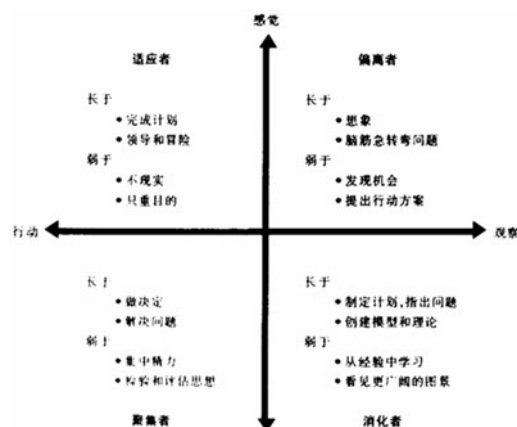 感觉
适应者
长于
• 完成计划
• 领导和冒险
弱于
• 不现实
• 只重目的
偏离者
长于
• 想象
• 脑筋急转弯问题
弱于
• 发现机会
• 提出行动方案
行动
观察
长于
• 做决定
• 解决问题
弱于
• 集中精力
• 检验和评估思想
聚集者
长于
• 制定计划,指出问题
• 创建模型和理论
弱于
• 从经验中学习
• 看见更广阔的图景
消化者